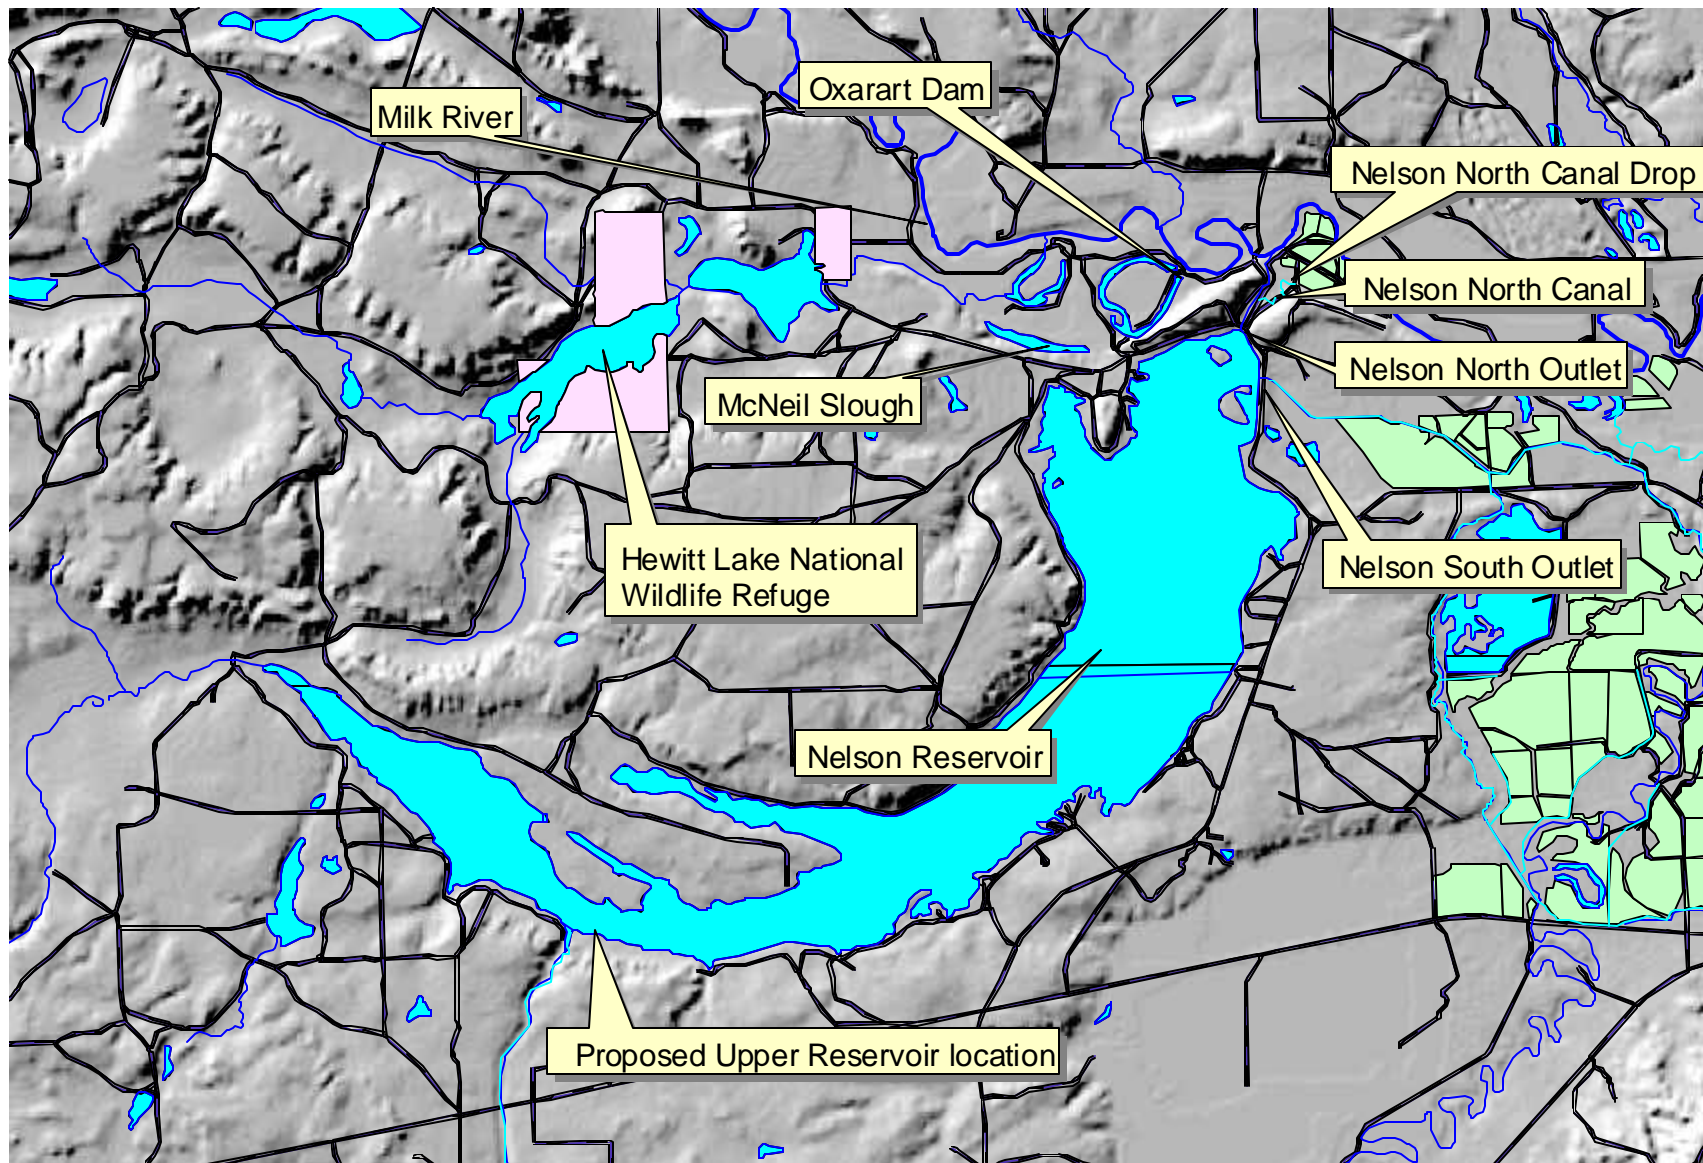 Oxarart Dam
Milk River
Nelson North Canal Drop
Nelson North Canal
Nelson North Outlet
McNeil Slough
Hewitt Lake National
Wildlife Refuge
Nelson South Outlet
Nelson Reservoir
Proposed Upper Reservoir location